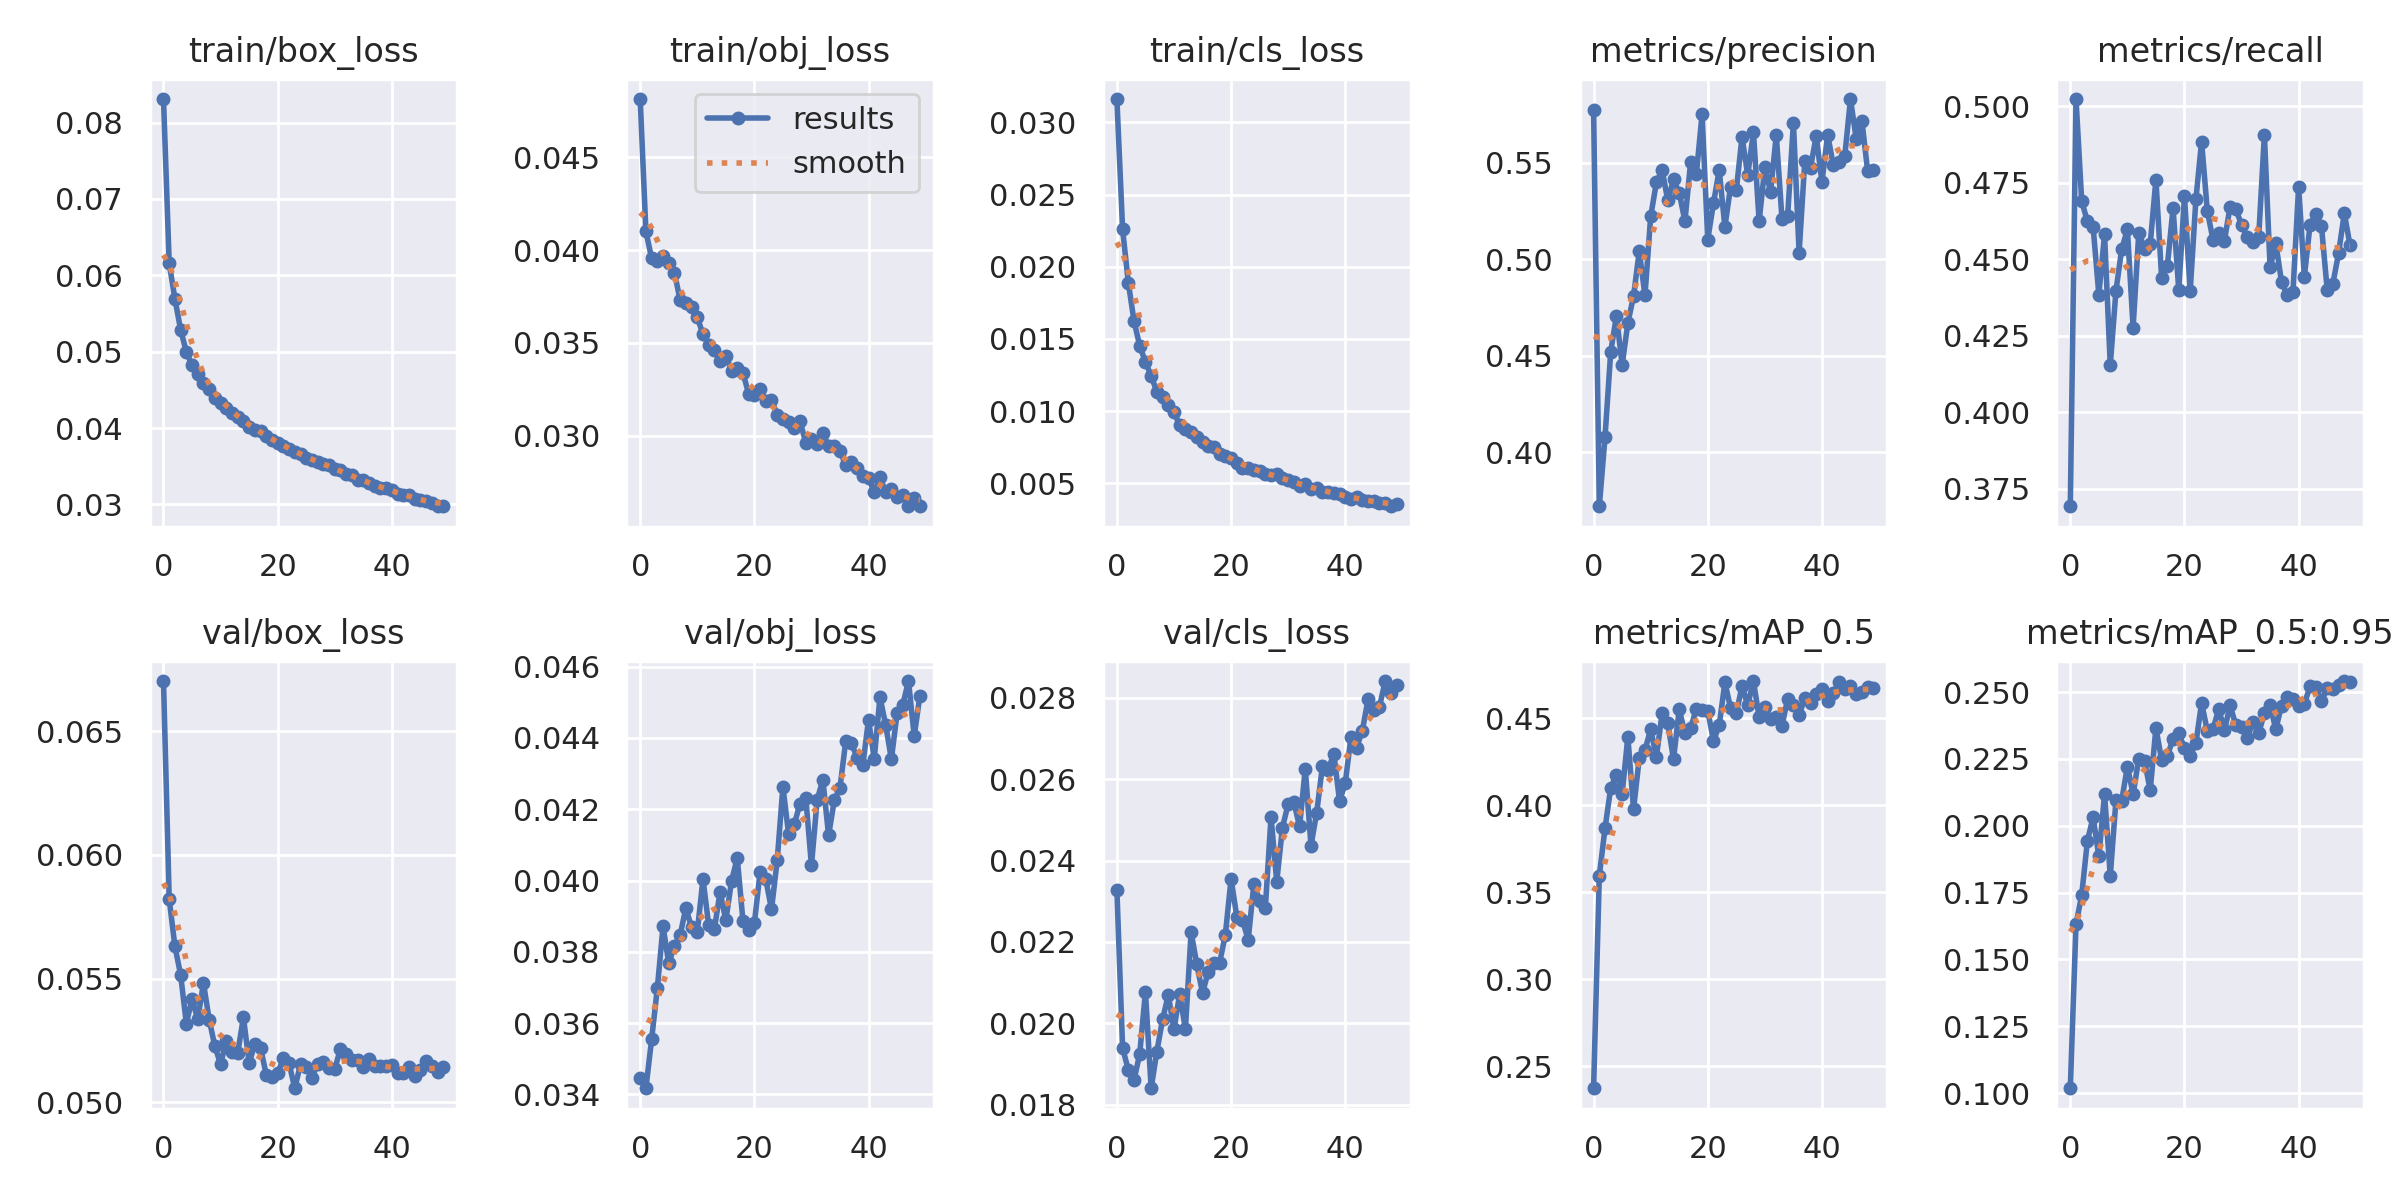 train/box_loss
train/obj_loss
train/cls_loss
metrics/precision
metrics/recall
results
smooth
0.08
0.07
0.06
0.05
0.04
0.03
0.045
0.040
0.035
0.030
0.030
0.025
0.020
0.015
0.010
0.005
0.55
0.50
0.45
0.40
0.500
0.475
0.450
0.425
0.400
0.375
0 20 40
0 20 40
0 20 40
0 20 40
0 20 40
val/box_loss
val/obj_loss
val/cls_loss
metrics/mAP_0.5
metrics/mAP_0.5:0.95
0.065
0.060
0.055
0.050
0.046
0.044
0.042
0.040
0.038
0.036
0.034
0.028
0.026
0.024
0.022
0.020
0.018
0.45
0.40
0.35
0.30
0.25
0.250
0.225
0.200
0.175
0.150
0.125
0.100
0 20 40
0 20 40
0 20 40
0 20 40
0 20 40